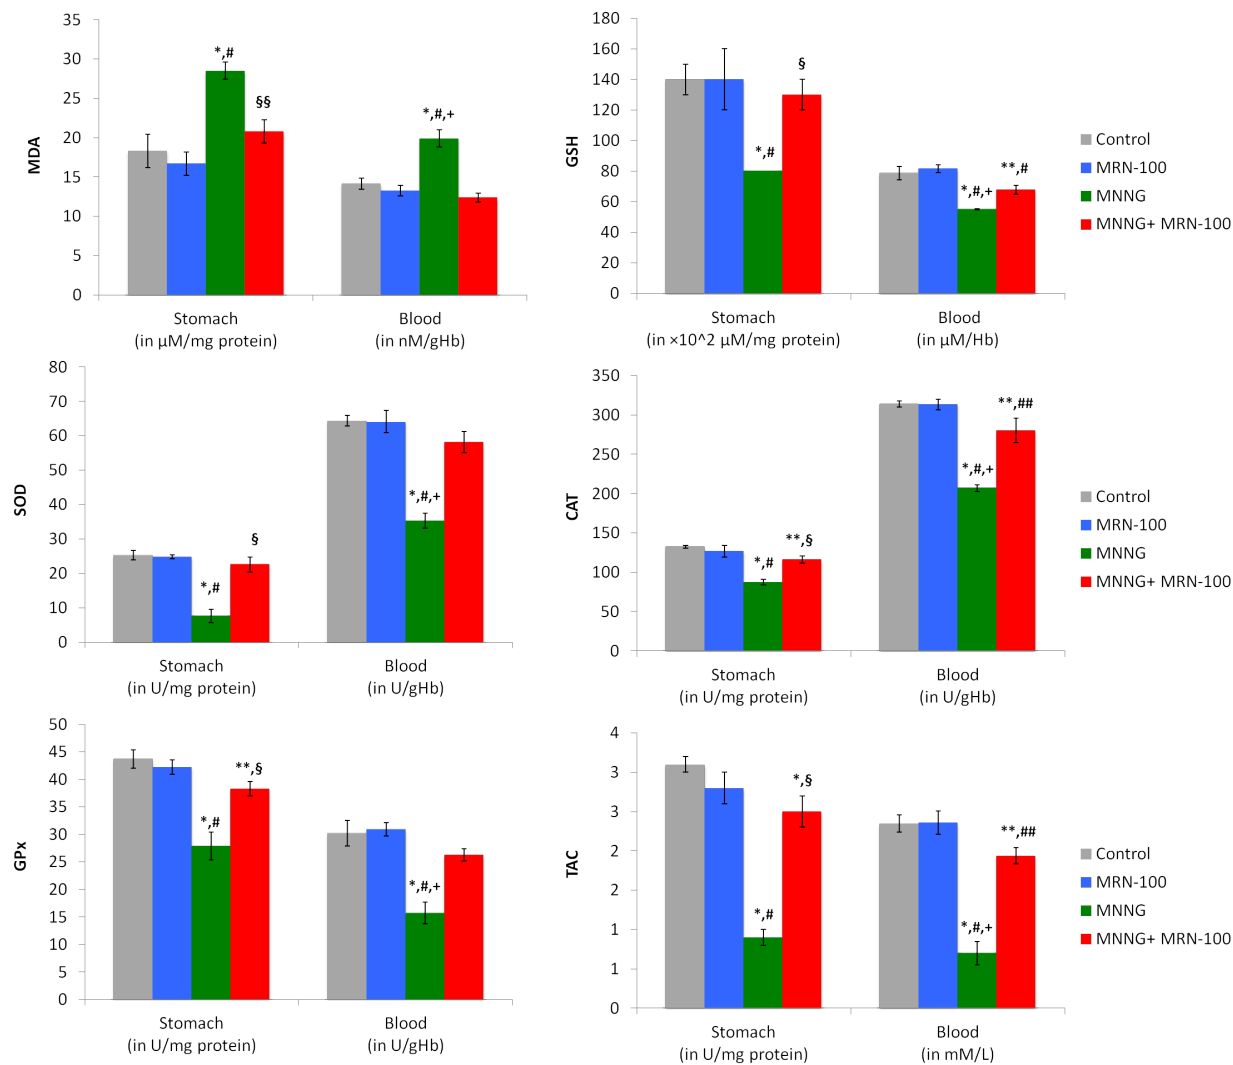 MDA
35
30
25
20
15
10
5
0
*,#
§§
*,#,+
Stomach
(in µM/mg protein)
Blood
(in nM/gHb)
GSH
180
160
140
120
100
80
60
40
20
0
*,#
§
*,#,+
**,#
Stomach
(in ×10^2 µM/mg protein)
Blood
(in µM/Hb)
Control
MRN-100
MNNG
MNNG+ MRN-100
SOD
80
70
60
50
40
30
20
10
0
*,#
§
*,#,+
Stomach
(in U/mg protein)
Blood
(in U/gHb)
CAT
350
300
250
200
150
100
50
0
*,#
**,§
*,#,+
**,##
Stomach
(in U/mg protein)
Blood
(in U/gHb)
Control
MRN-100
MNNG
MNNG+ MRN-100
GPx
50
45
40
35
30
25
20
15
10
5
0
*,#
**,§
*,#,+
Stomach
(in U/mg protein)
Blood
(in U/gHb)
TAC
4
3
3
2
2
1
1
0
*,#
*,§
*,#,+
**,##
Stomach
(in U/mg protein)
Blood
(in mM/L)
Control
MRN-100
MNNG
MNNG+ MRN-100